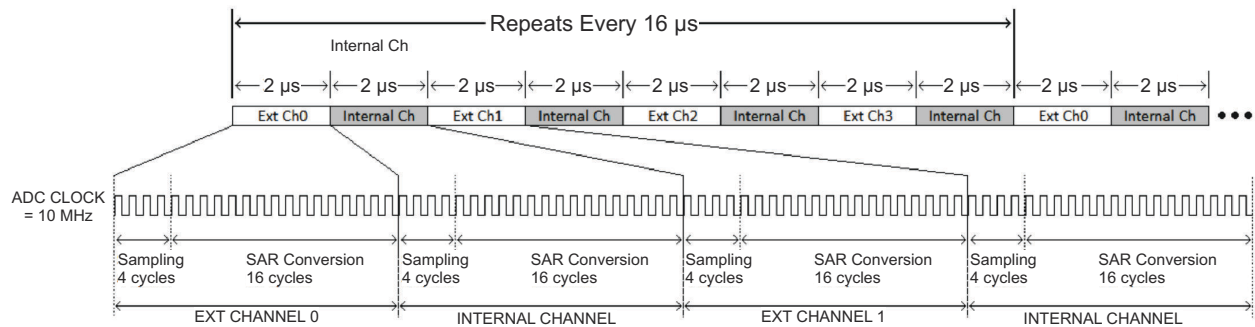 Repeats Every 16 µs
Internal Ch
2 µs 2 µs 2 µs 2 µs 2 µs 2 µs 2 µs 2 µs 2 µs 2 µs
Ext Ch0 Internal Ch Ext Ch1 Internal Ch Ext Ch2 Internal Ch Ext Ch3 Internal Ch Ext Ch0 Internal Ch
ADC CLOCK
= 10 MHz
Sampling SAR Conversion Sampling SAR Conversion Sampling SAR Conversion Sampling SAR Conversion
4 cycles 16 cycles 4 cycles 16 cycles 4 cycles 16 cycles 4 cycles 16 cycles
EXT CHANNEL 0 INTERNAL CHANNEL EXT CHANNEL 1 INTERNAL CHANNEL